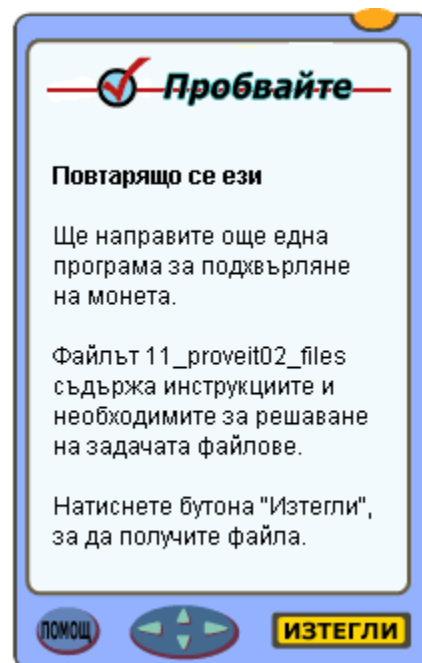 Пробвайте
Повтарящо се ези
Ще направите още една
програма за подхвърляне
на монета.
Файлът 11_proveit02_files
съдържа инструкциите и
необходимите за решаване
на задачата файлове.
Натиснете бутона "Изтегли",
за да получите файла.
ПОМОЩ
ИЗТЕГЛИ